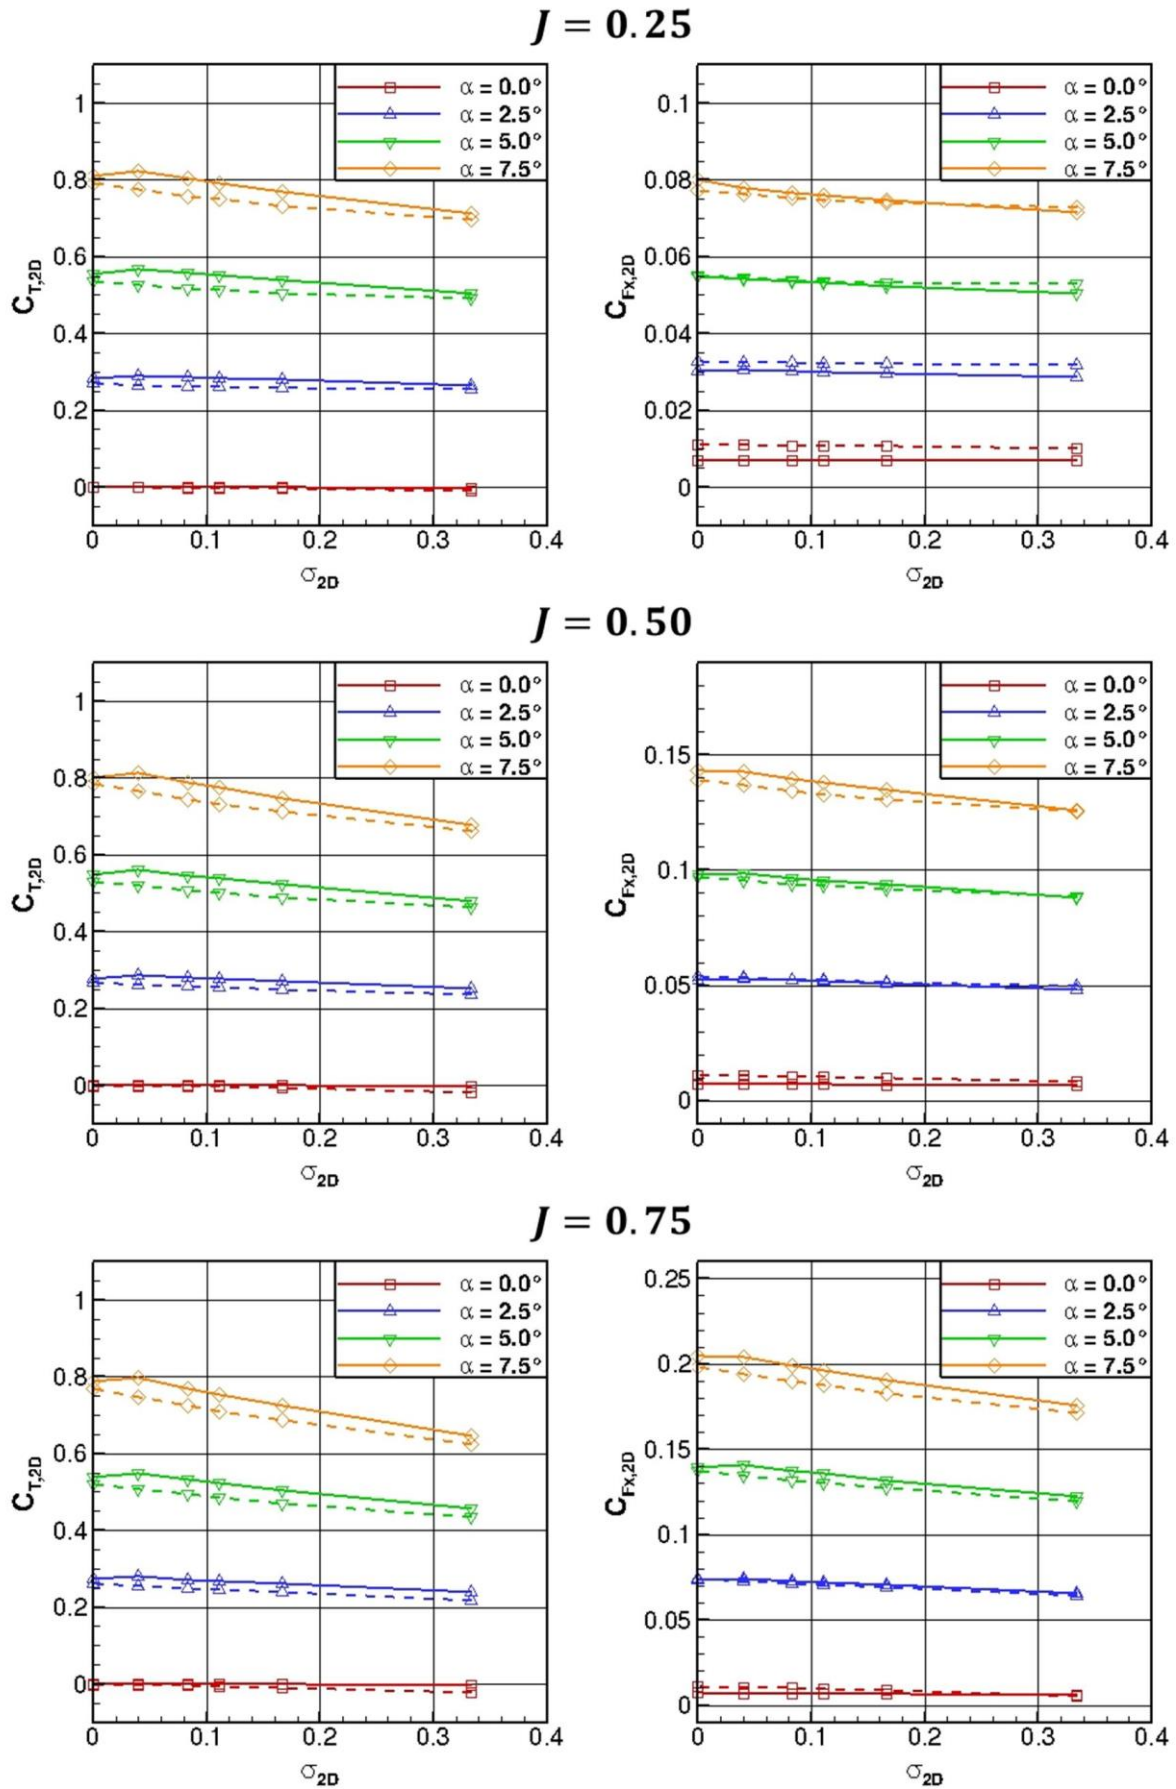 J = 0.25
α = 0.0°
α = 2.5°
α = 5.0°
α = 7.5°
1
0.8
0.6
0.4
0.2
0
C_T,2D
0 0.1 0.2 0.3 0.4
σ_2D
α = 0.0°
α = 2.5°
α = 5.0°
α = 7.5°
0.1
0.08
0.06
0.04
0.02
0
C_Fx,2D
0 0.1 0.2 0.3 0.4
σ_2D
J = 0.50
α = 0.0°
α = 2.5°
α = 5.0°
α = 7.5°
1
0.8
0.6
0.4
0.2
0
C_T,2D
0 0.1 0.2 0.3 0.4
σ_2D
α = 0.0°
α = 2.5°
α = 5.0°
α = 7.5°
0.15
0.1
0.05
0
C_Fx,2D
0 0.1 0.2 0.3 0.4
σ_2D
J = 0.75
α = 0.0°
α = 2.5°
α = 5.0°
α = 7.5°
1
0.8
0.6
0.4
0.2
0
C_T,2D
0 0.1 0.2 0.3 0.4
σ_2D
α = 0.0°
α = 2.5°
α = 5.0°
α = 7.5°
0.25
0.2
0.15
0.1
0.05
0
C_Fx,2D
0 0.1 0.2 0.3 0.4
σ_2D